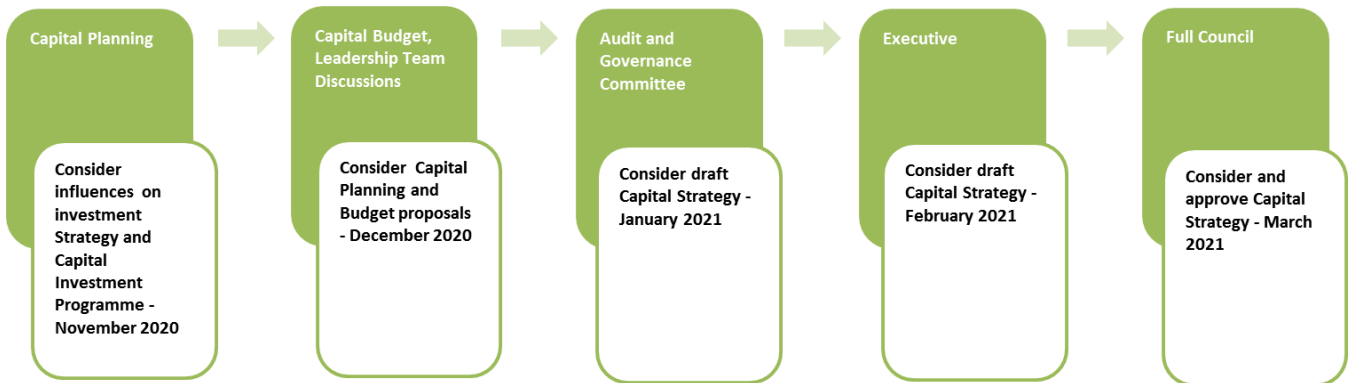 Capital Planning
Consider
influences on
investment
Strategy and
Capital
Investment
Programme -
November 2020
Capital Budget,
Leadership Team
Discussions
Consider Capital
Planning and
Budget proposals
- December 2020
Audit and
Governance
Committee
Consider draft
Capital Strategy -
January 2021
Executive
Consider draft
Capital Strategy -
February 2021
Full Council
Consider and
approve Capital
Strategy - March
2021